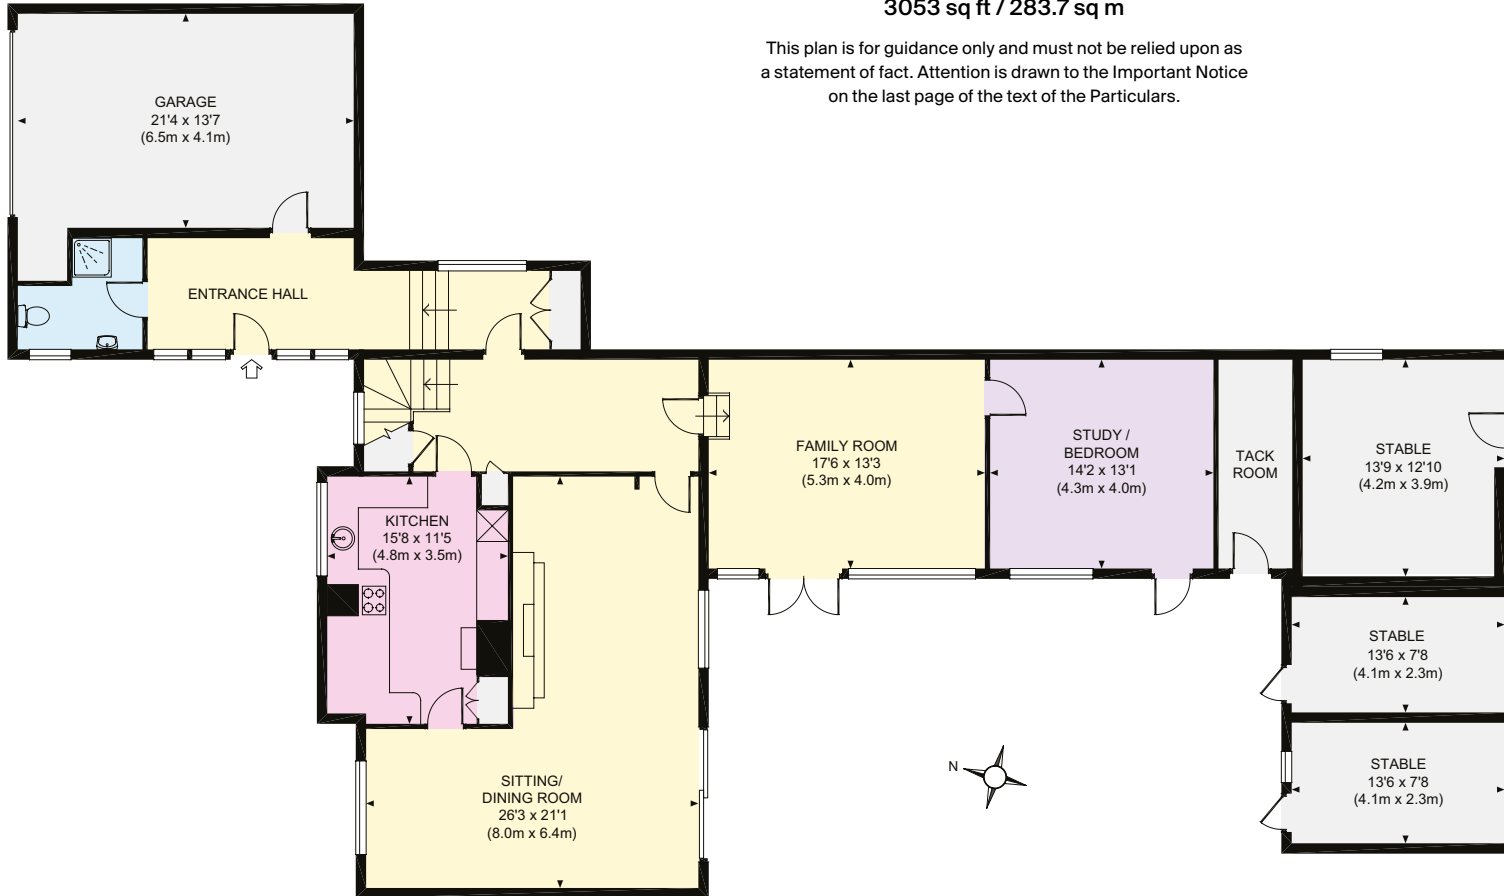 3053 sq ft / 283.7 sq m
This plan is for guidance only and must not be relied upon as
a statement of fact. Attention is drawn to the Important Notice
on the last page of the text of the Particulars.
GARAGE
21'4 x 13'7
(6.5m x 4.1m)
ENTRANCE HALL
FAMILY ROOM
17'6 x 13'3
(5.3m x 4.0m)
STUDY /
BEDROOM
14'2 x 13'1
(4.3m x 4.0m)
TACK
ROOM
STABLE
13'9 x 12'10
(4.2m x 3.9m)
KITCHEN
15'8 x 11'5
(4.8m x 3.5m)
STABLE
13'6 x 7'8
(4.1m x 2.3m)
SITTING/
DINING ROOM
26'3 x 21'1
(8.0m x 6.4m)
N
STABLE
13'6 x 7'8
(4.1m x 2.3m)